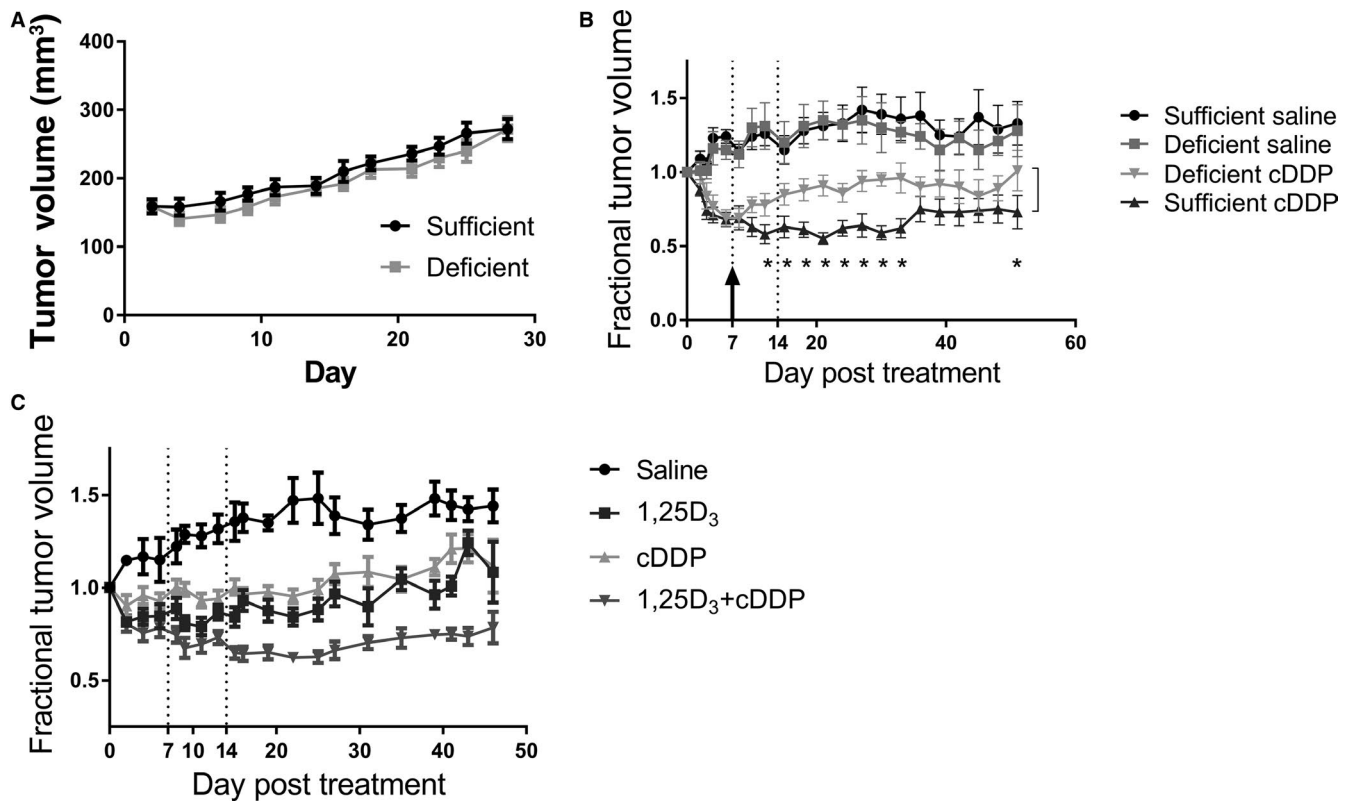 A
Tumor volume (mm³)
400
300
200
100
0
0 10 20 30
Day
Sufficient
Deficient
B
Fractional tumor volume
1.5
1.0
0.5
0.0
* * * * * * * * *
0 7 14 20 40 60
Day post treatment
Sufficient saline
Deficient saline
Deficient cDDP
Sufficient cDDP
C
Fractional tumor volume
1.5
1.0
0.5
0 7 10 14 20 30 40 50
Day post treatment
Saline
1,25D₃
cDDP
1,25D₃+cDDP